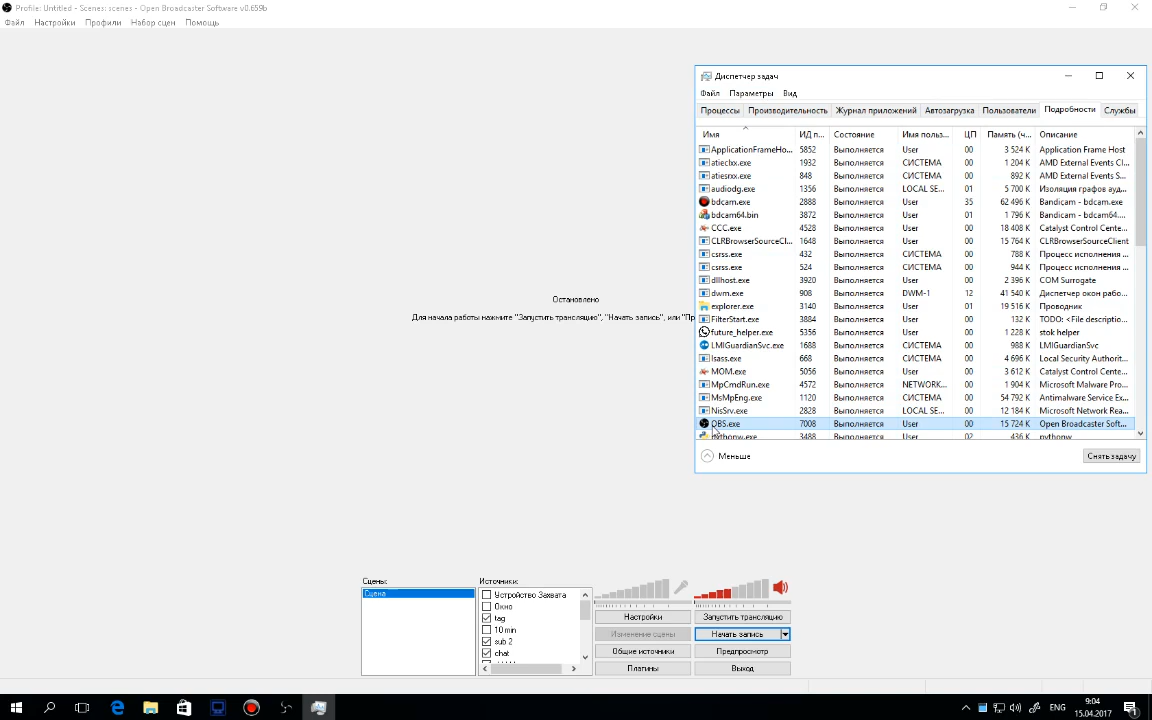 Profile: Untitled - Scenes: scenes - Open Broadcaster Software v0.659b
Файл Настройки Профили Набор сцен Помощь
Остановлено
Для начала работы нажмите "Запустить трансляцию", "Начать запись", или "Пр
Диспетчер задач
Файл Параметры Вид
Процессы Производительность Журнал приложений Автозагрузка Пользователи Подробности Службы
Имя ИД п... Состояние Имя польз... ЦП Память (ч... Описание
ApplicationFrameHo... 5852 Выполняется User 00 3 524 K Application Frame Host
atieclxx.exe 1932 Выполняется СИСТЕМА 00 1 204 K AMD External Events Cl...
atiesrxx.exe 848 Выполняется СИСТЕМА 00 892 K AMD External Events S...
audiodg.exe 1356 Выполняется LOCAL SE... 01 5 700 K Изоляция графов ауд...
bdcam.exe 2888 Выполняется User 35 62 496 K Bandicam - bdcam.exe
bdcam64.bin 3872 Выполняется User 01 1 796 K Bandicam - bdcam64....
CCC.exe 4528 Выполняется User 00 18 408 K Catalyst Control Cente...
CLRBrowserSourceCl... 1648 Выполняется User 00 15 764 K CLRBrowserSourceClient
csrss.exe 432 Выполняется СИСТЕМА 00 788 K Процесс исполнения ...
csrss.exe 524 Выполняется СИСТЕМА 00 944 K Процесс исполнения ...
dllhost.exe 3920 Выполняется User 00 2 396 K COM Surrogate
dwm.exe 908 Выполняется DWM-1 12 41 540 K Диспетчер окон рабо...
explorer.exe 3140 Выполняется User 01 19 516 K Проводник
FilterStart.exe 3884 Выполняется User 00 132 K TODO: <File descriptio...
future_helper.exe 5356 Выполняется User 00 1 228 K stok helper
LMIGuardianSvc.exe 1688 Выполняется СИСТЕМА 00 988 K LMIGuardianSvc
lsass.exe 668 Выполняется СИСТЕМА 00 4 696 K Local Security Authorit...
MOM.exe 5056 Выполняется User 00 3 612 K Catalyst Control Cente...
MpCmdRun.exe 4572 Выполняется NETWORK... 00 1 904 K Microsoft Malware Pro...
MsMpEng.exe 1120 Выполняется СИСТЕМА 00 54 792 K Antimalware Service Ex...
NisSrv.exe 2828 Выполняется LOCAL SE... 00 12 184 K Microsoft Network Rea...
OBS.exe 7008 Выполняется User 00 15 724 K Open Broadcaster Soft...
pythonw.exe 3488 Выполняется User 02 436 K pythonw
Меньше Снять задачу
Сцены: Источники:
Сцена
Устройство Захвата
Окно
tag
10 min
sub 2
chat
Настройки Запустить трансляцию
Изменение сцены Начать запись
Общие источники Предпросмотр
Плагины Выход
ENG 9:04
15.04.2017
1